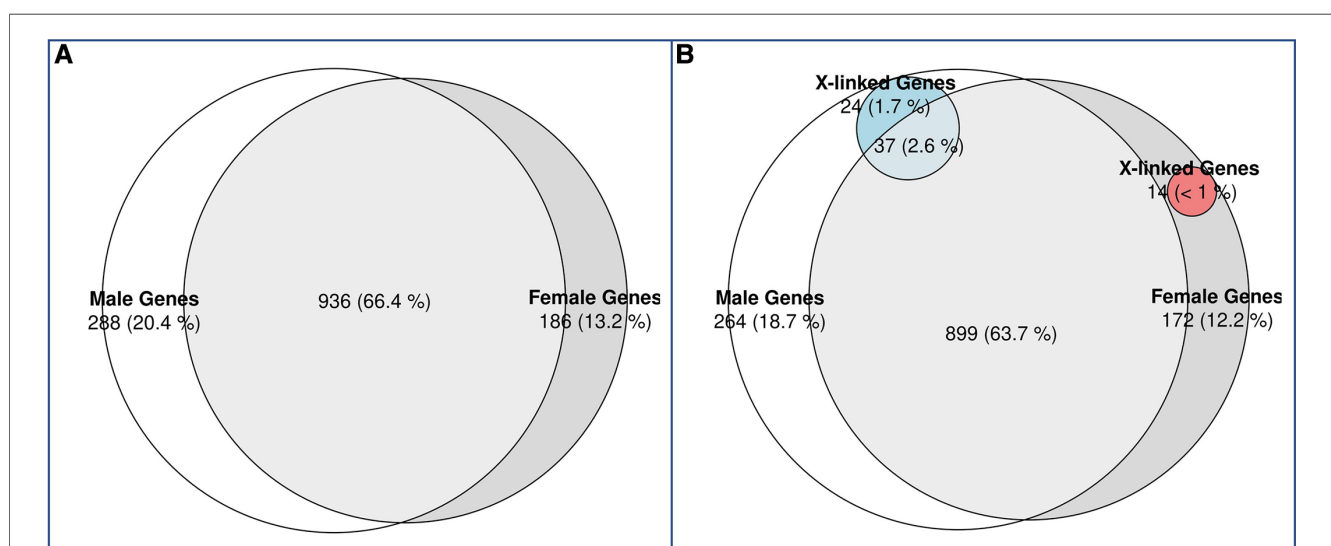 A
Male Genes
288 (20.4 %)
936 (66.4 %)
Female Genes
186 (13.2 %)
B
X-linked Genes
24 (1.7 %)
37 (2.6 %)
X-linked Genes
14 (< 1 %)
Male Genes
264 (18.7 %)
899 (63.7 %)
Female Genes
172 (12.2 %)